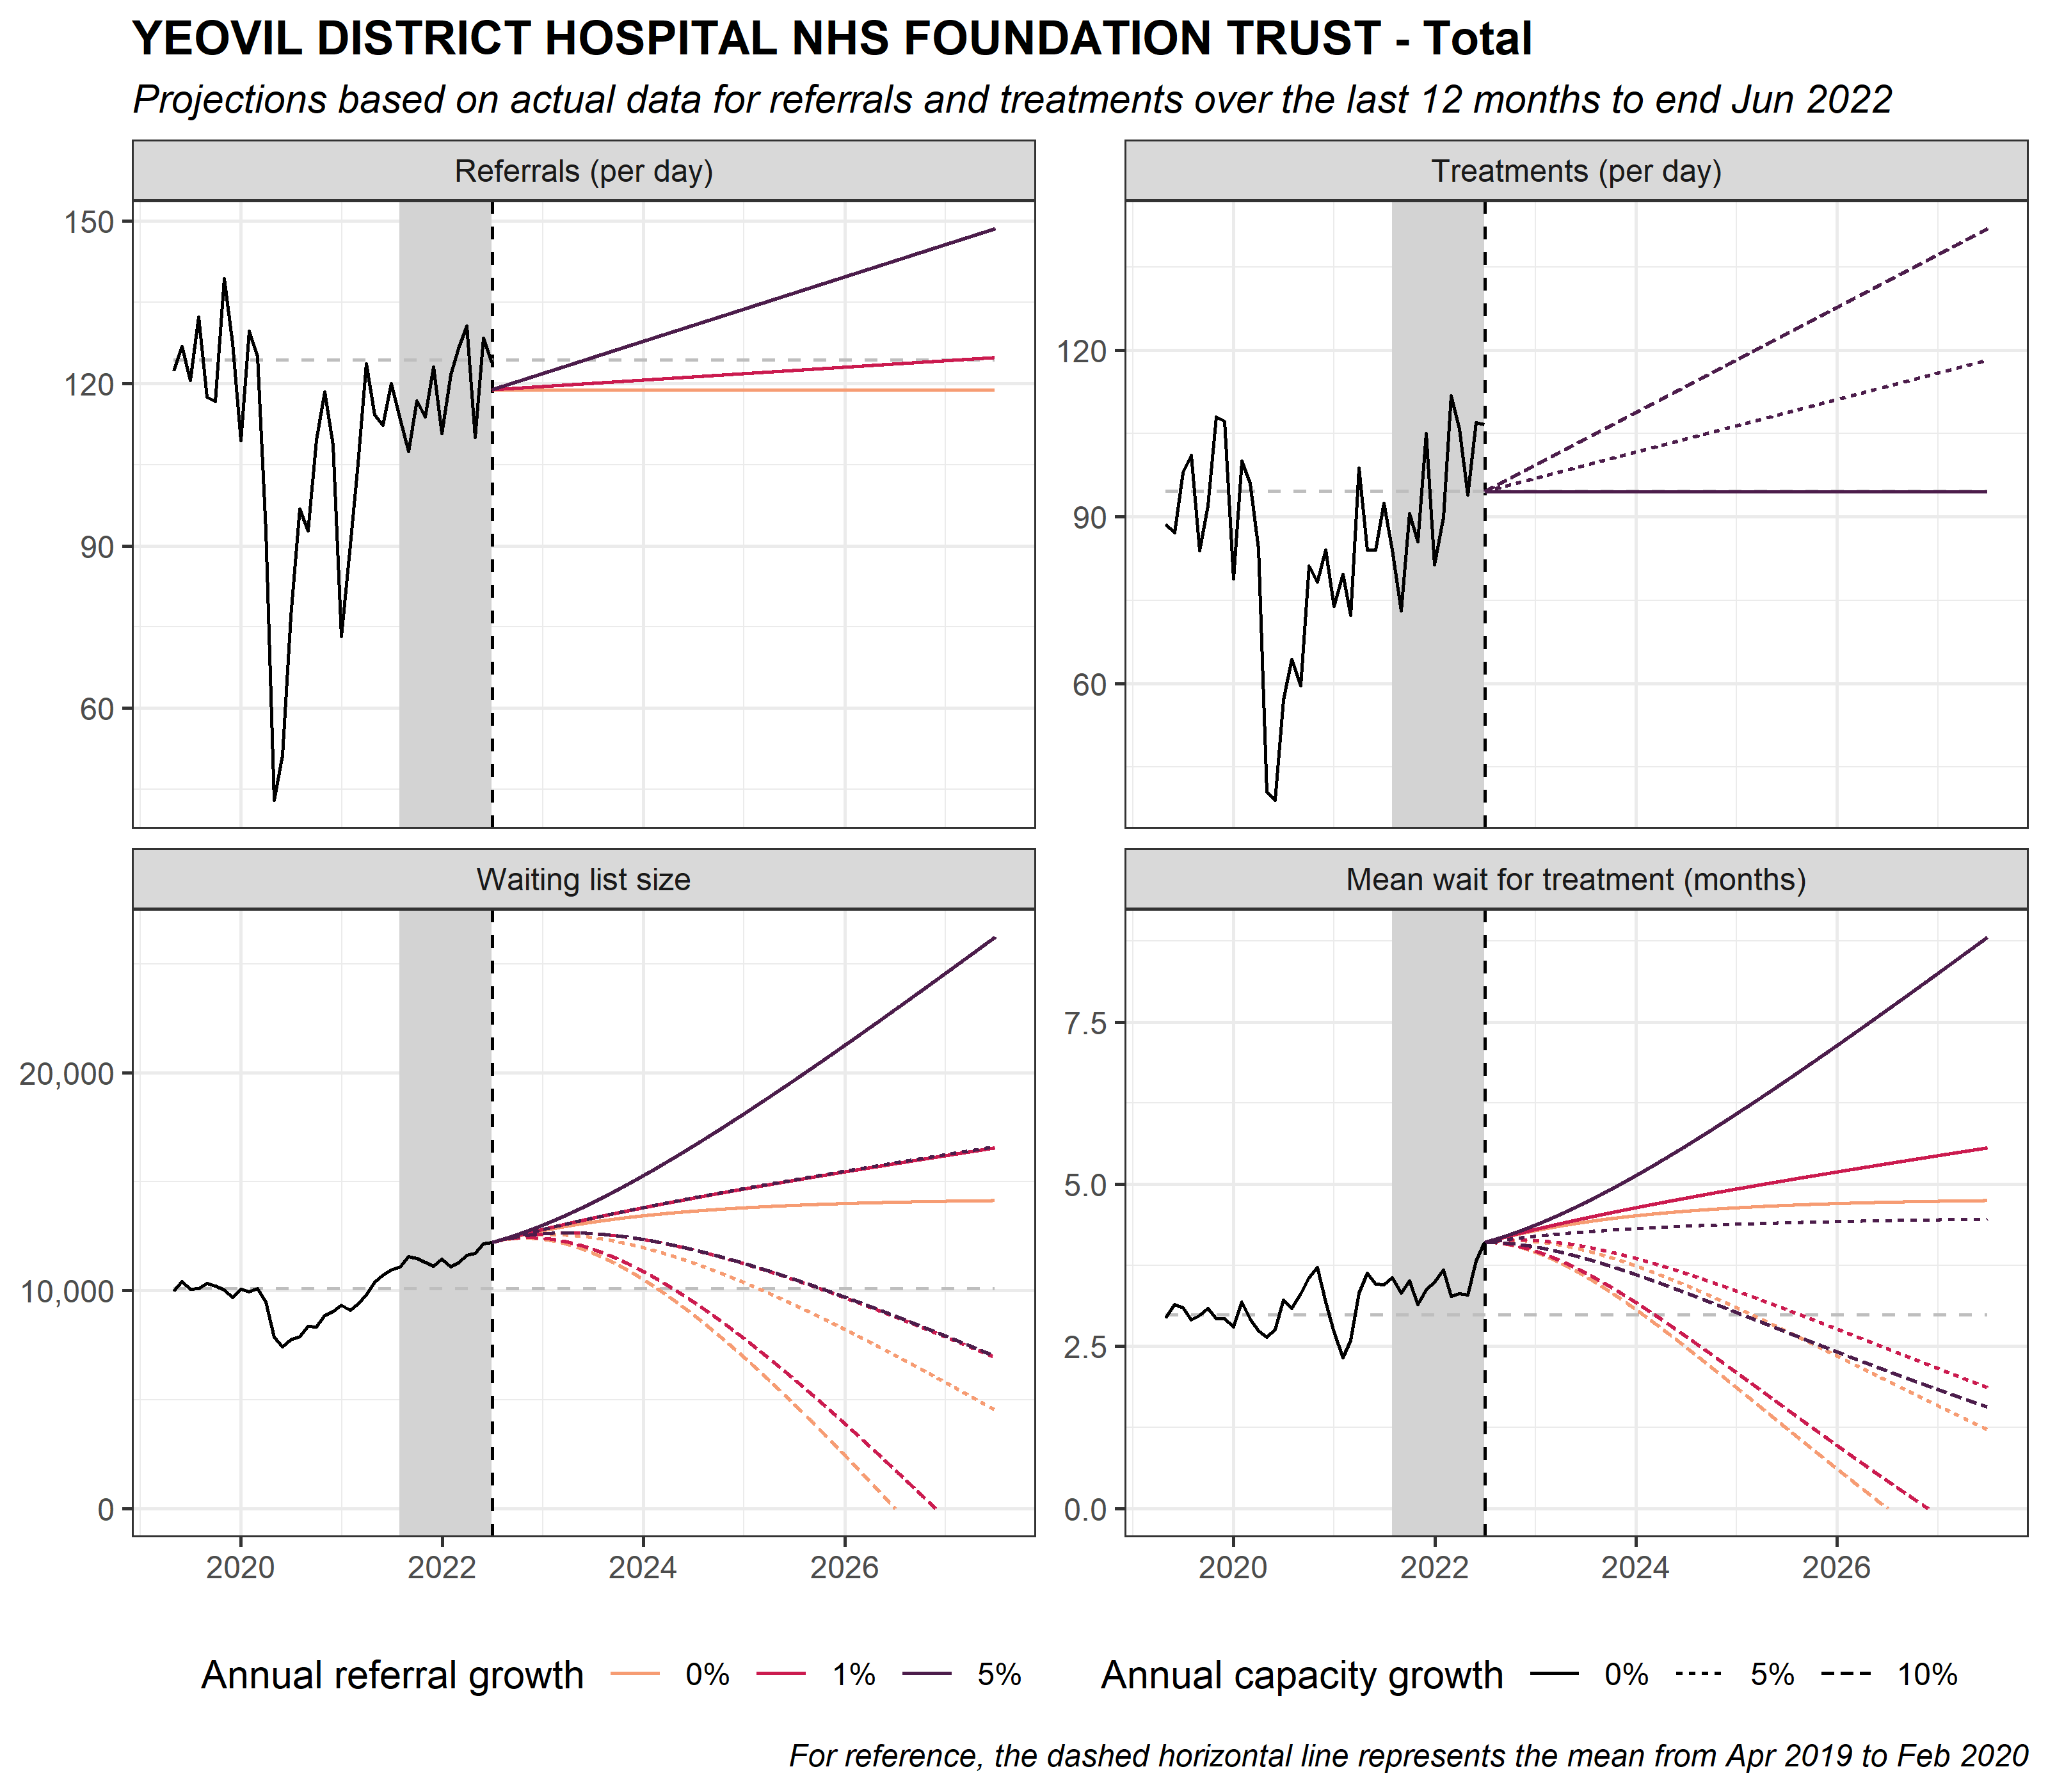 YEOVIL DISTRICT HOSPITAL NHS FOUNDATION TRUST - Total
Projections based on actual data for referrals and treatments over the last 12 months to end Jun 2022
Referrals (per day)
150
120
90
60
Treatments (per day)
120
90
60
Waiting list size
20,000
10,000
0
2020 2022 2024 2026
Mean wait for treatment (months)
7.5
5.0
2.5
0.0
2020 2022 2024 2026
Annual referral growth 0% 1% 5%
Annual capacity growth 0% 5% 10%
For reference, the dashed horizontal line represents the mean from Apr 2019 to Feb 2020